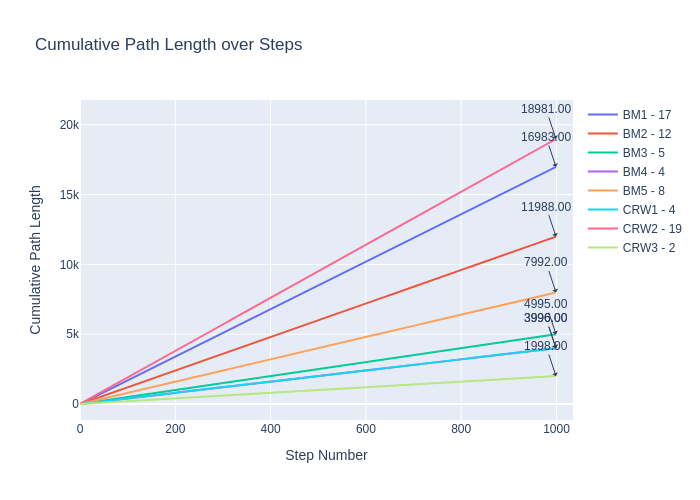 Cumulative Path Length over Steps
Cumulative Path Length
20k
15k
10k
5k
0
0
200
400
600
800
1000
Step Number
18981.00
16983.00
11988.00
7992.00
4995.00
3996.00
1998.00
BM1 - 17
BM2 - 12
BM3 - 5
BM4 - 4
BM5 - 8
CRW1 - 4
CRW2 - 19
CRW3 - 2